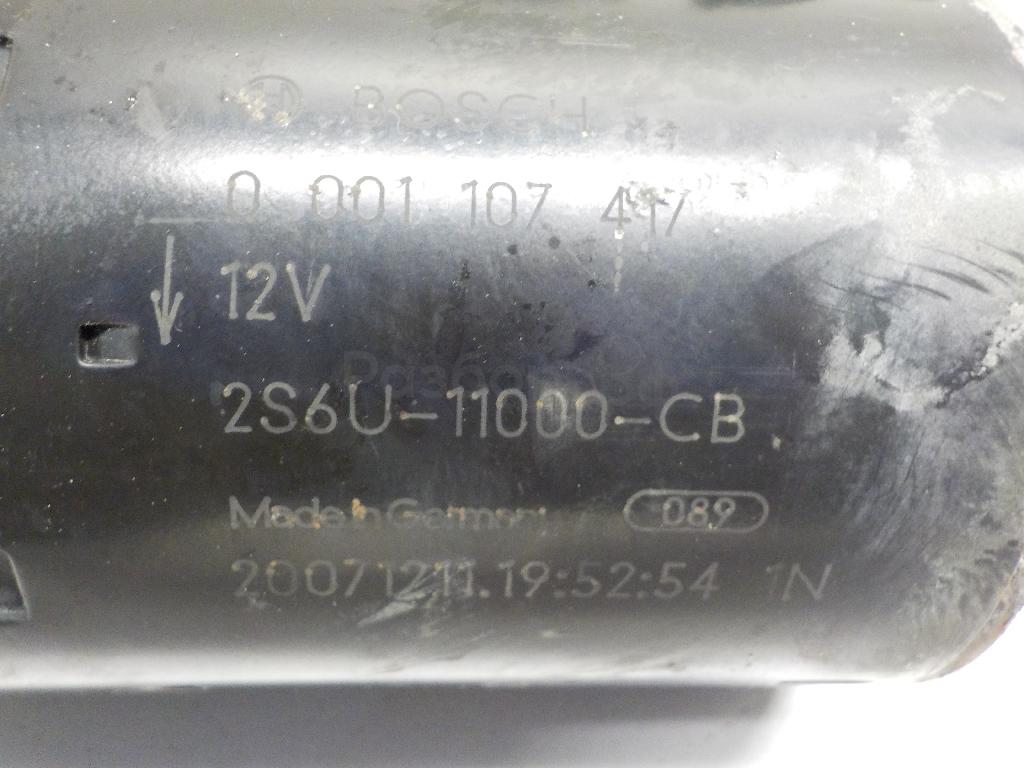 BOSCH
0 001 107 417
12V
2S6U-11000-CB
Made in Germany 089
20071211.19:52:54 1N